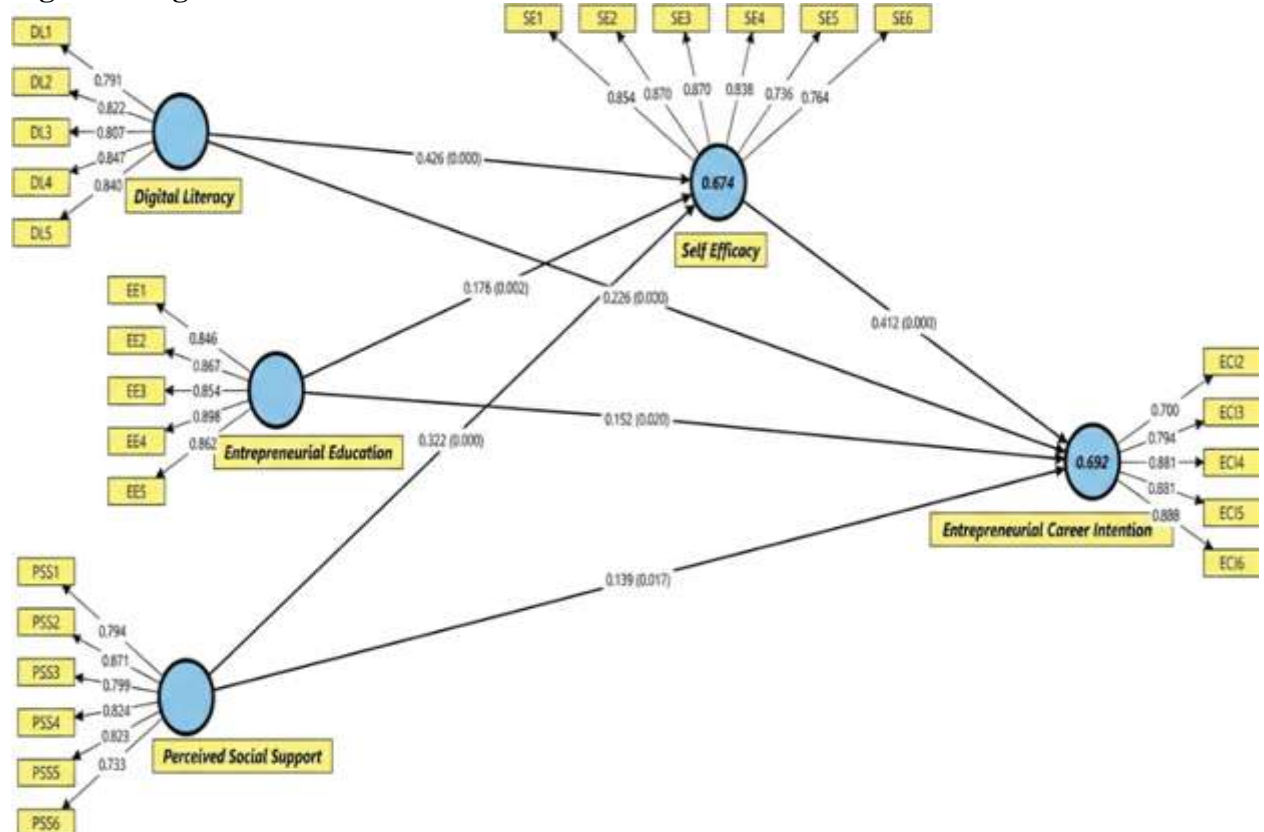 SE1 SE2 SE3 SE4 SE5 SE6
0.854 0.870 0.870 0.838 0.736 0.764
DL1
DL2
DL3
DL4
DL5
0.791
0.822
0.807
0.847
0.840
Digital Literacy
0.426 (0.000)
0.674
Self Efficacy
0.176 (0.002)
0.226 (0.000)
0.412 (0.000)
EE1
EE2
EE3
EE4
EE5
0.846
0.867
0.854
0.898
0.862
Entrepreneurial Education
0.152 (0.020)
0.322 (0.000)
0.692
Entrepreneurial Career Intention
ECI2
ECI3
ECI4
ECI5
ECI6
0.700
0.794
0.881
0.881
0.888
0.139 (0.017)
PSS1
PSS2
PSS3
PSS4
PSS5
PSS6
0.794
0.871
0.799
0.824
0.823
0.733
Perceived Social Support